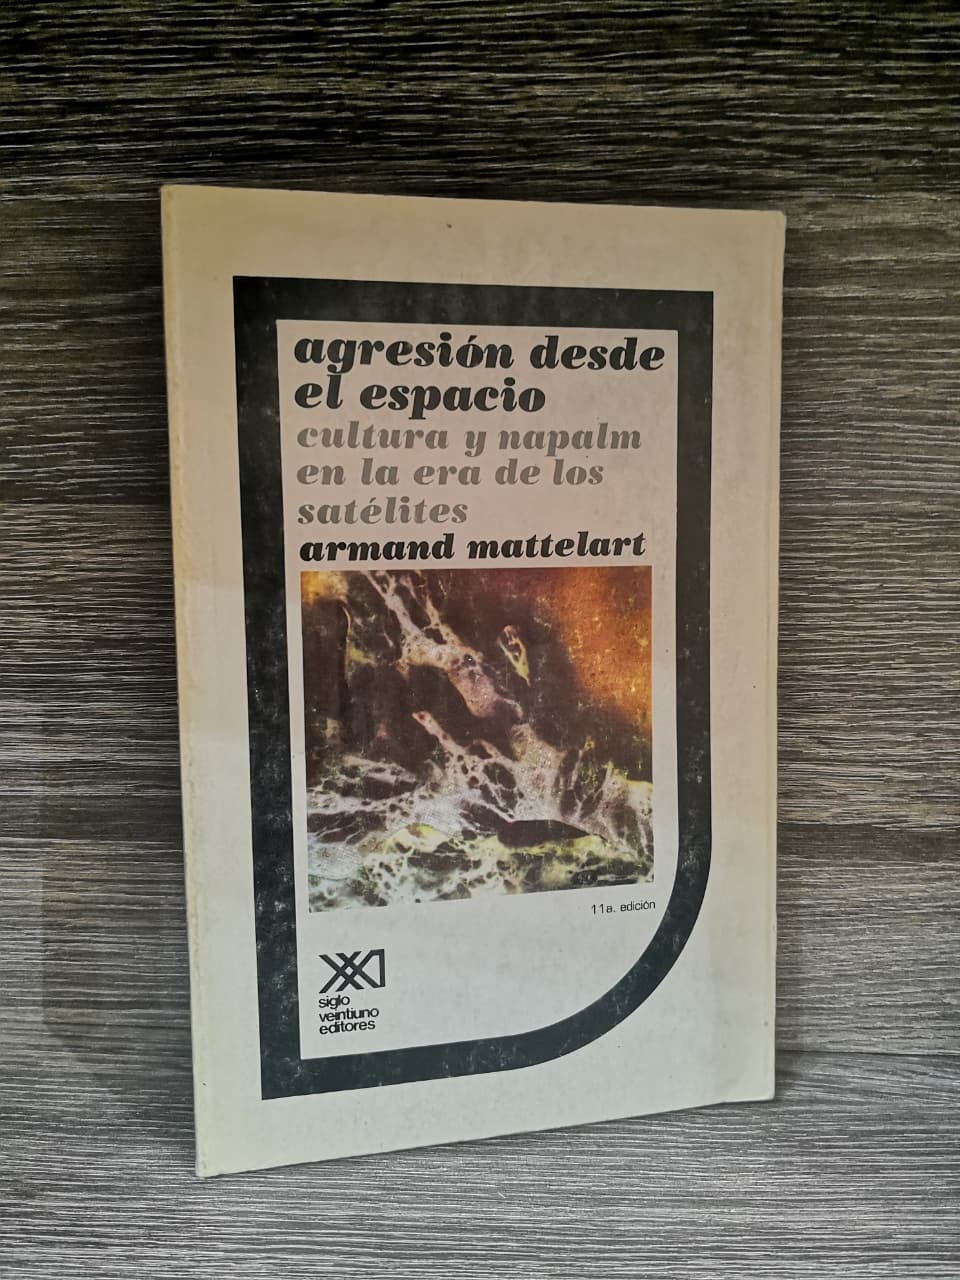 agresión desde
el espacio
cultura y napalm
en la era de los
satélites
armand mattelart
11a. edición
siglo
veintiuno
editores